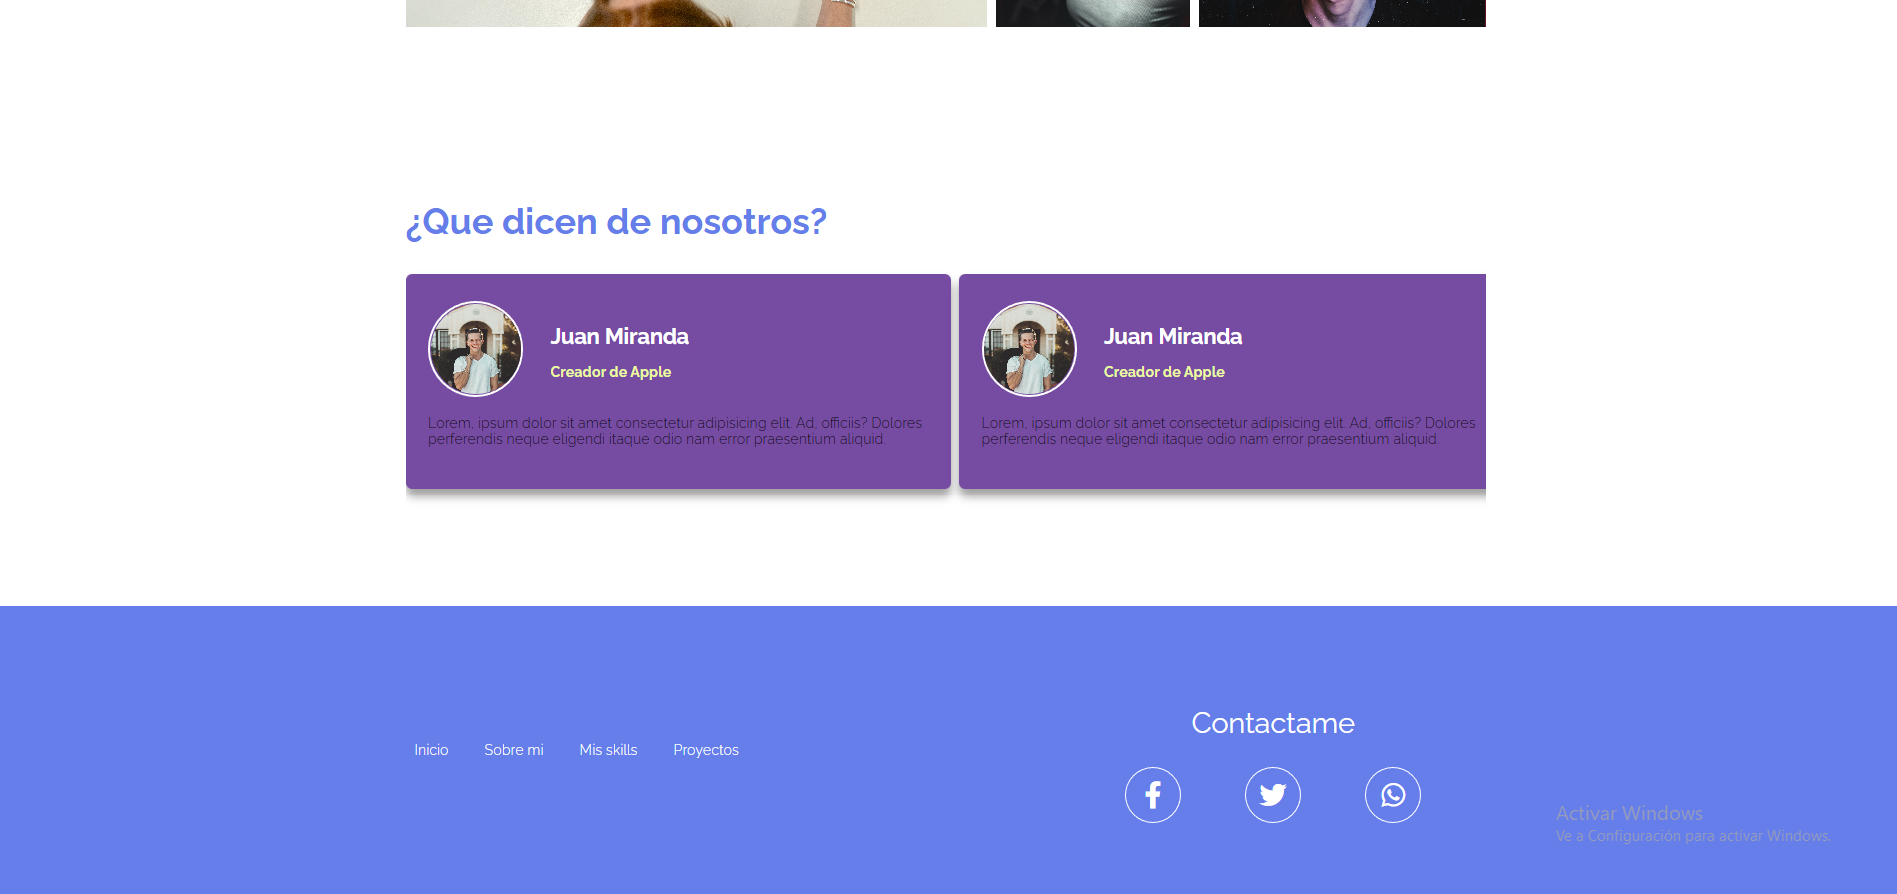 ¿Que dicen de nosotros?
Juan Miranda
Creador de Apple
Lorem, ipsum dolor sit amet consectetur adipisicing elit. Ad, officiis? Dolores
perferendis neque eligendi itaque odio nam error praesentium aliquid.
Juan Miranda
Creador de Apple
Lorem, ipsum dolor sit amet consectetur adipisicing elit. Ad, officiis? Dolores
perferendis neque eligendi itaque odio nam error praesentium aliquid.
Inicio Sobre mi Mis skills Proyectos
Contactame
Activar Windows
Ve a Configuración para activar Windows.